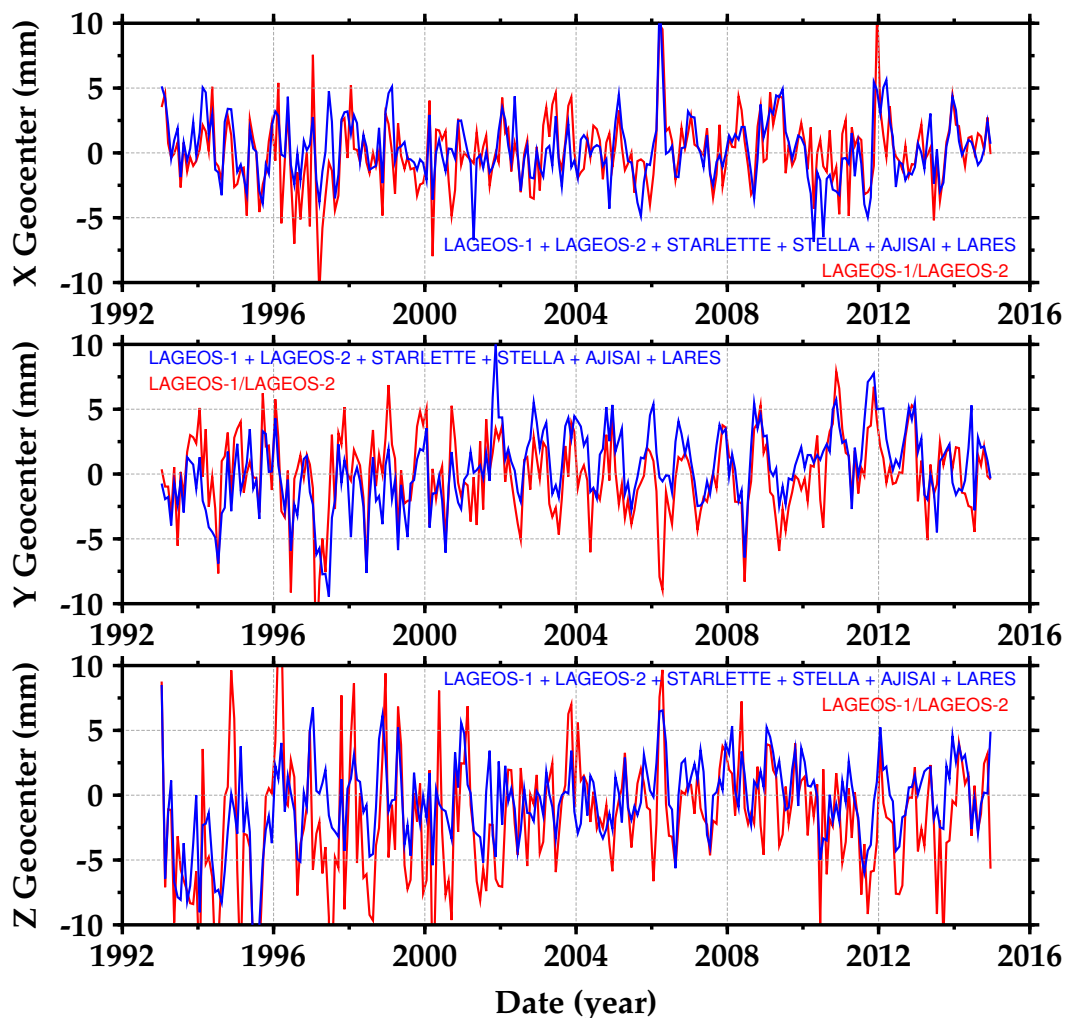 X Geocenter (mm)
10
5
0
-5
-10
LAGEOS-1 + LAGEOS-2 + STARLETTE + STELLA + AJISAI + LARES
LAGEOS-1/LAGEOS-2
1992 1996 2000 2004 2008 2012 2016
Y Geocenter (mm)
10
5
0
-5
-10
LAGEOS-1 + LAGEOS-2 + STARLETTE + STELLA + AJISAI + LARES
LAGEOS-1/LAGEOS-2
1992 1996 2000 2004 2008 2012 2016
Z Geocenter (mm)
10
5
0
-5
-10
LAGEOS-1 + LAGEOS-2 + STARLETTE + STELLA + AJISAI + LARES
LAGEOS-1/LAGEOS-2
1992 1996 2000 2004 2008 2012 2016
Date (year)